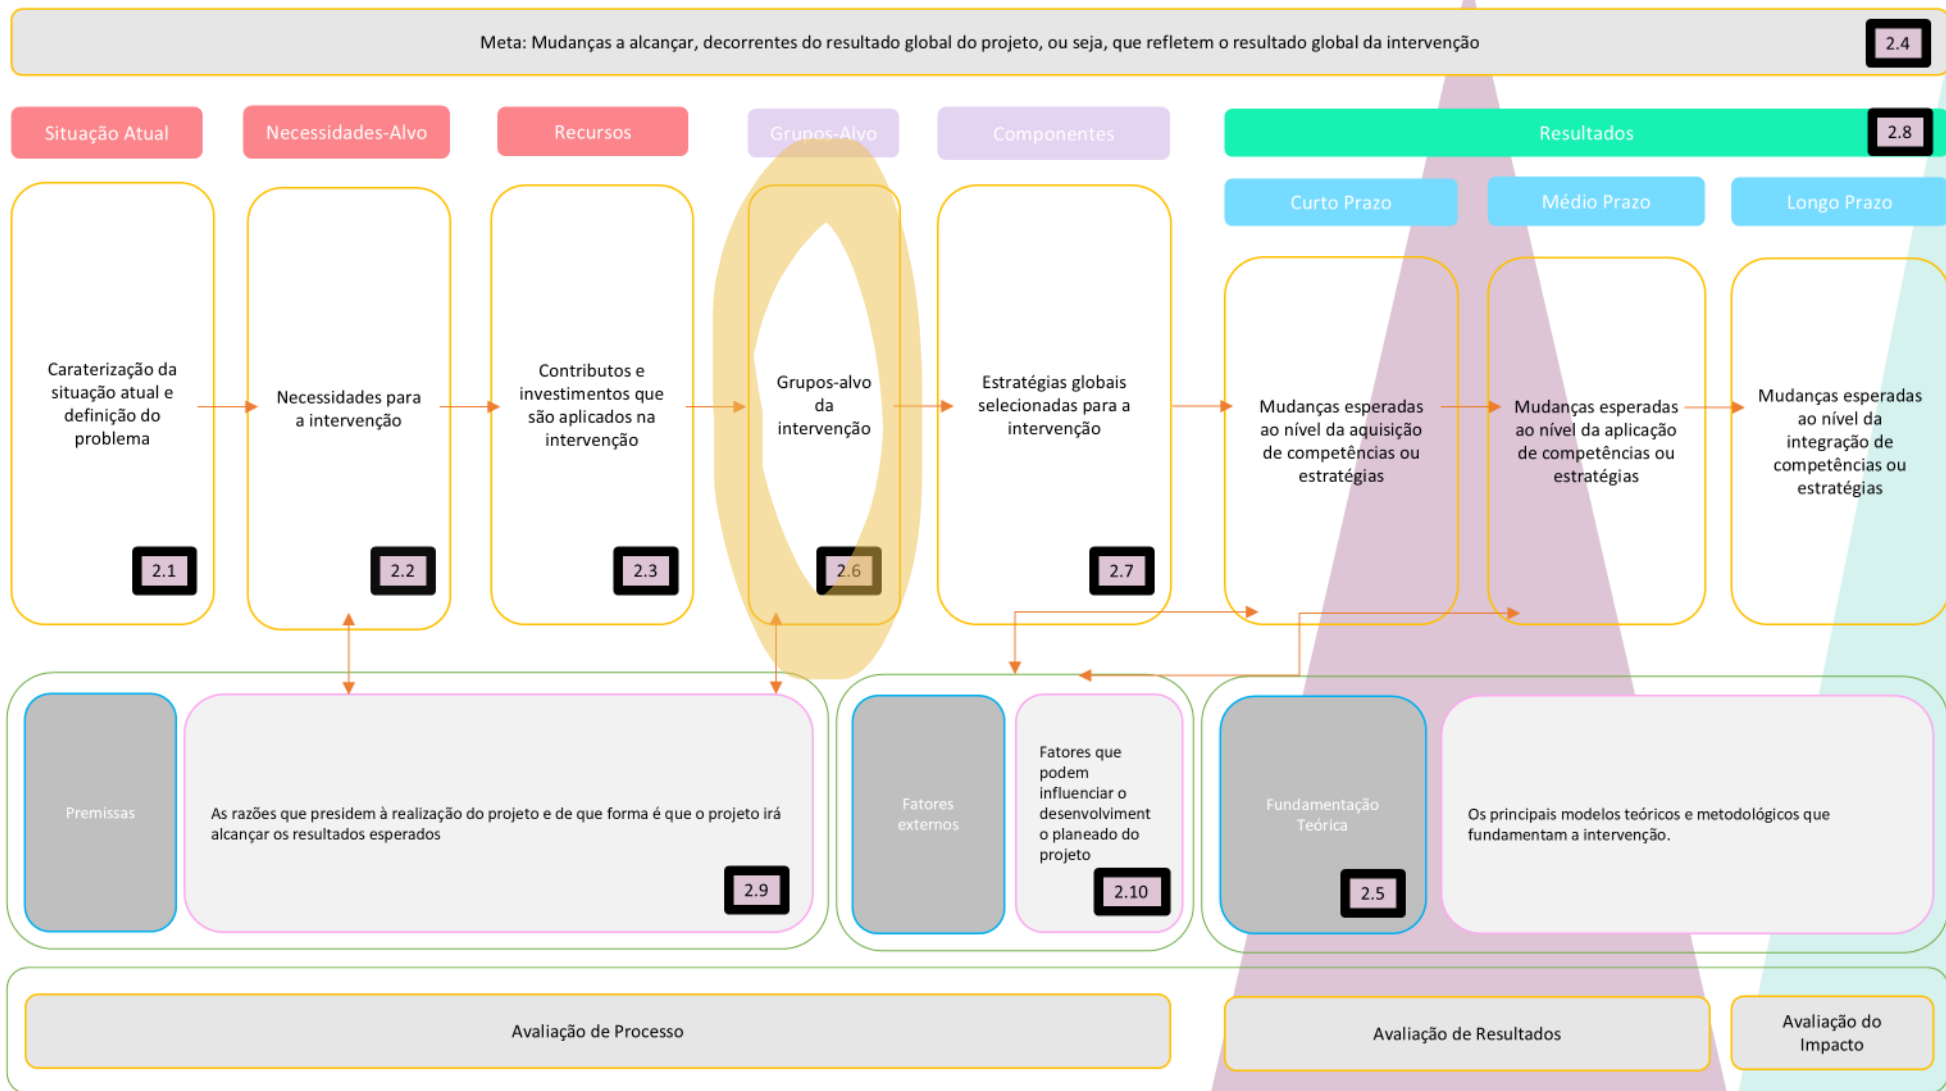 Meta: Mudanças a alcançar, decorrentes do resultado global do projeto, ou seja, que refletem o resultado global da intervenção
2.4
Situação Atual
Necessidades-Alvo
Recursos
Grupos-Alvo
Componentes
Resultados
2.8
Curto Prazo
Médio Prazo
Longo Prazo
Caraterização da
situação atual e
definição do
problema
2.1
Necessidades para
a intervenção
2.2
Contributos e
investimentos que
são aplicados na
intervenção
2.3
Grupos-alvo
da
intervenção
2.6
Estratégias globais
selecionadas para a
intervenção
2.7
Mudanças esperadas
ao nível da aquisição
de competências ou
estratégias
Mudanças esperadas
ao nível da aplicação
de competências ou
estratégias
Mudanças esperadas
ao nível da
integração de
competências ou
estratégias
Premissas
As razões que presidem à realização do projeto e de que forma é que o projeto irá
alcançar os resultados esperados
2.9
Fatores
externos
Fatores que
podem
influenciar o
desenvolviment
o planeado do
projeto
2.10
Fundamentação
Teórica
2.5
Os principais modelos teóricos e metodológicos que
fundamentam a intervenção.
Avaliação de Processo
Avaliação de Resultados
Avaliação do
Impacto